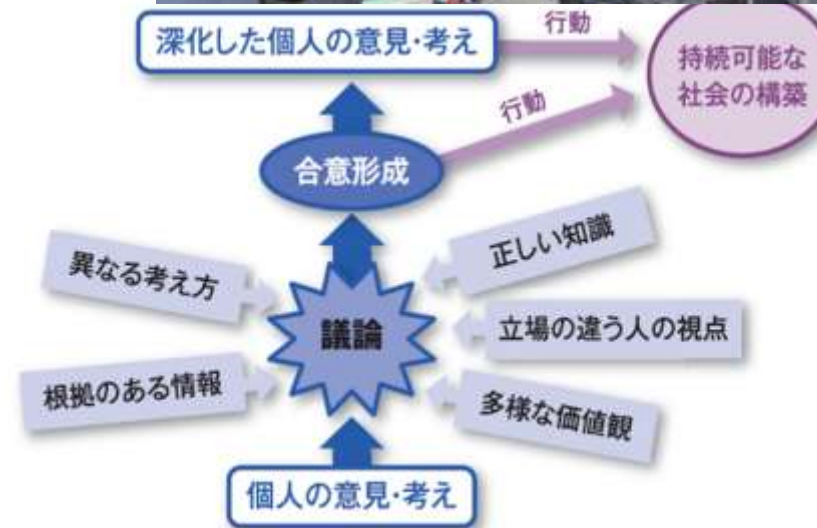 深化した個人の意見・考え
行動
持続可能な
社会の構築
行動
合意形成
異なる考え方
正しい知識
議論
立場の違う人の視点
根拠のある情報
多様な価値観
個人の意見・考え